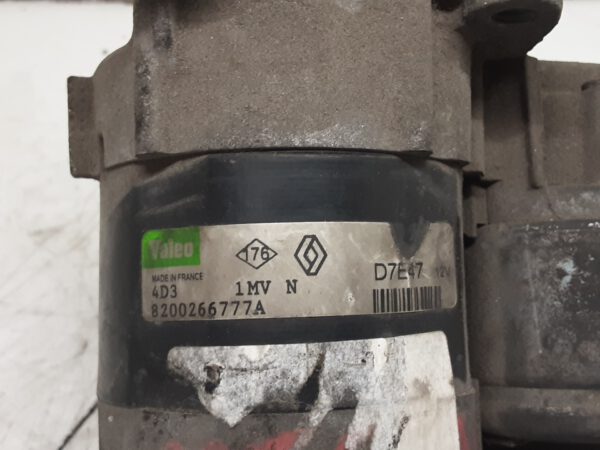 Valeo
176
D7E47 12V
MADE IN FRANCE
4D3 1MV N
8200266777A